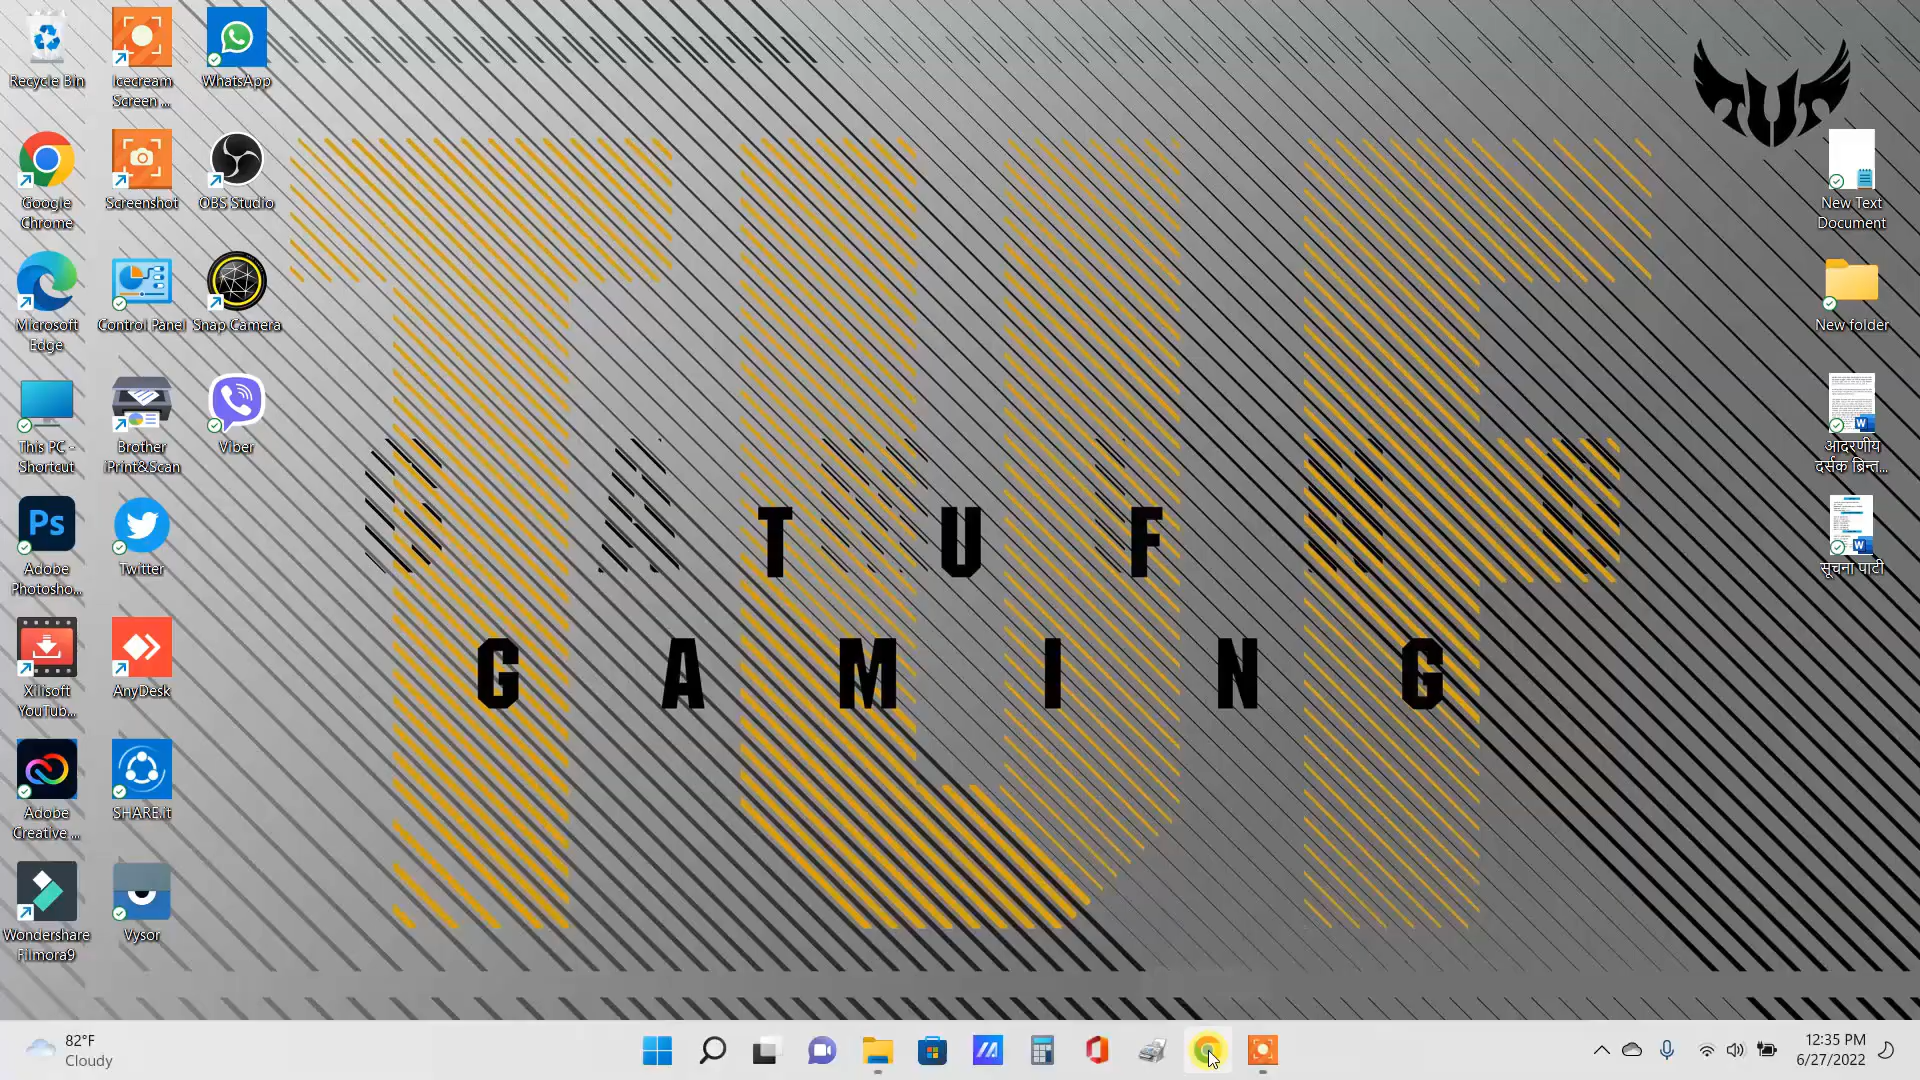 Recycle Bin
Icecream
Screen ...
WhatsApp
Google
Chrome
Screenshot
OBS Studio
New Text
Document
Microsoft
Edge
Control Panel
Snap Camera
New folder
This PC -
Shortcut
Brother
iPrint&Scan
Viber
आदरणीय
दर्सक ब्रिन्त...
Ps
Adobe
Photosho...
Twitter
सूचना पाटी
T U F
G A M I N G
Xilisoft
YouTub...
AnyDesk
Adobe
Creative ...
SHARE.it
Wondershare
Filmora9
Vysor
82°F
Cloudy
12:35 PM
6/27/2022